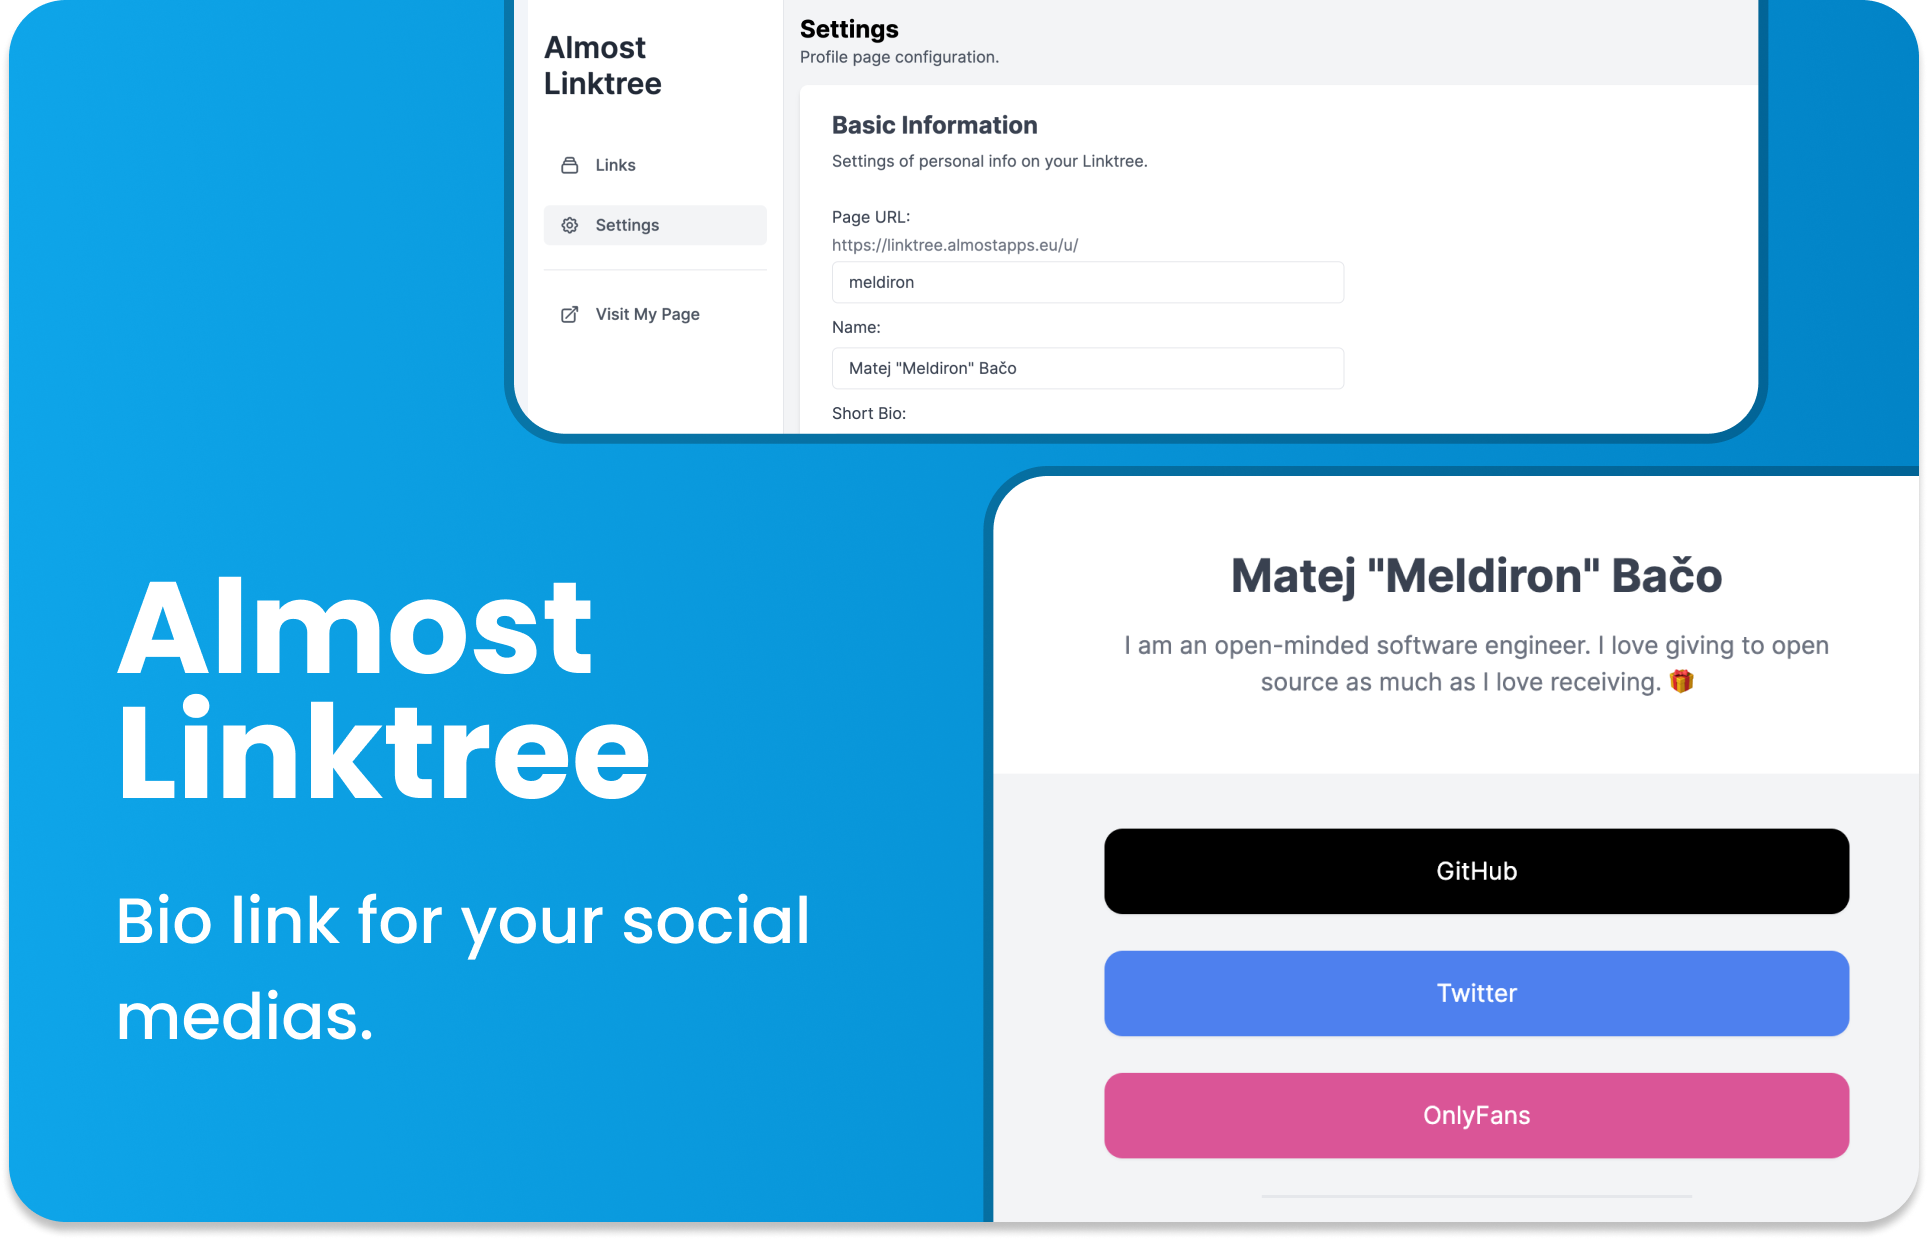 Almost
Linktree
Links
Settings
Visit My Page
Settings
Profile page configuration.
Basic Information
Settings of personal info on your Linktree.
Page URL:
https://linktree.almostapps.eu/u/
meldiron
Name:
Matej "Meldiron" Bačo
Short Bio:
Almost
Linktree
Bio link for your social
medias.
Matej "Meldiron" Bačo
I am an open-minded software engineer. I love giving to open
source as much as I love receiving. 🎁
GitHub
Twitter
OnlyFans